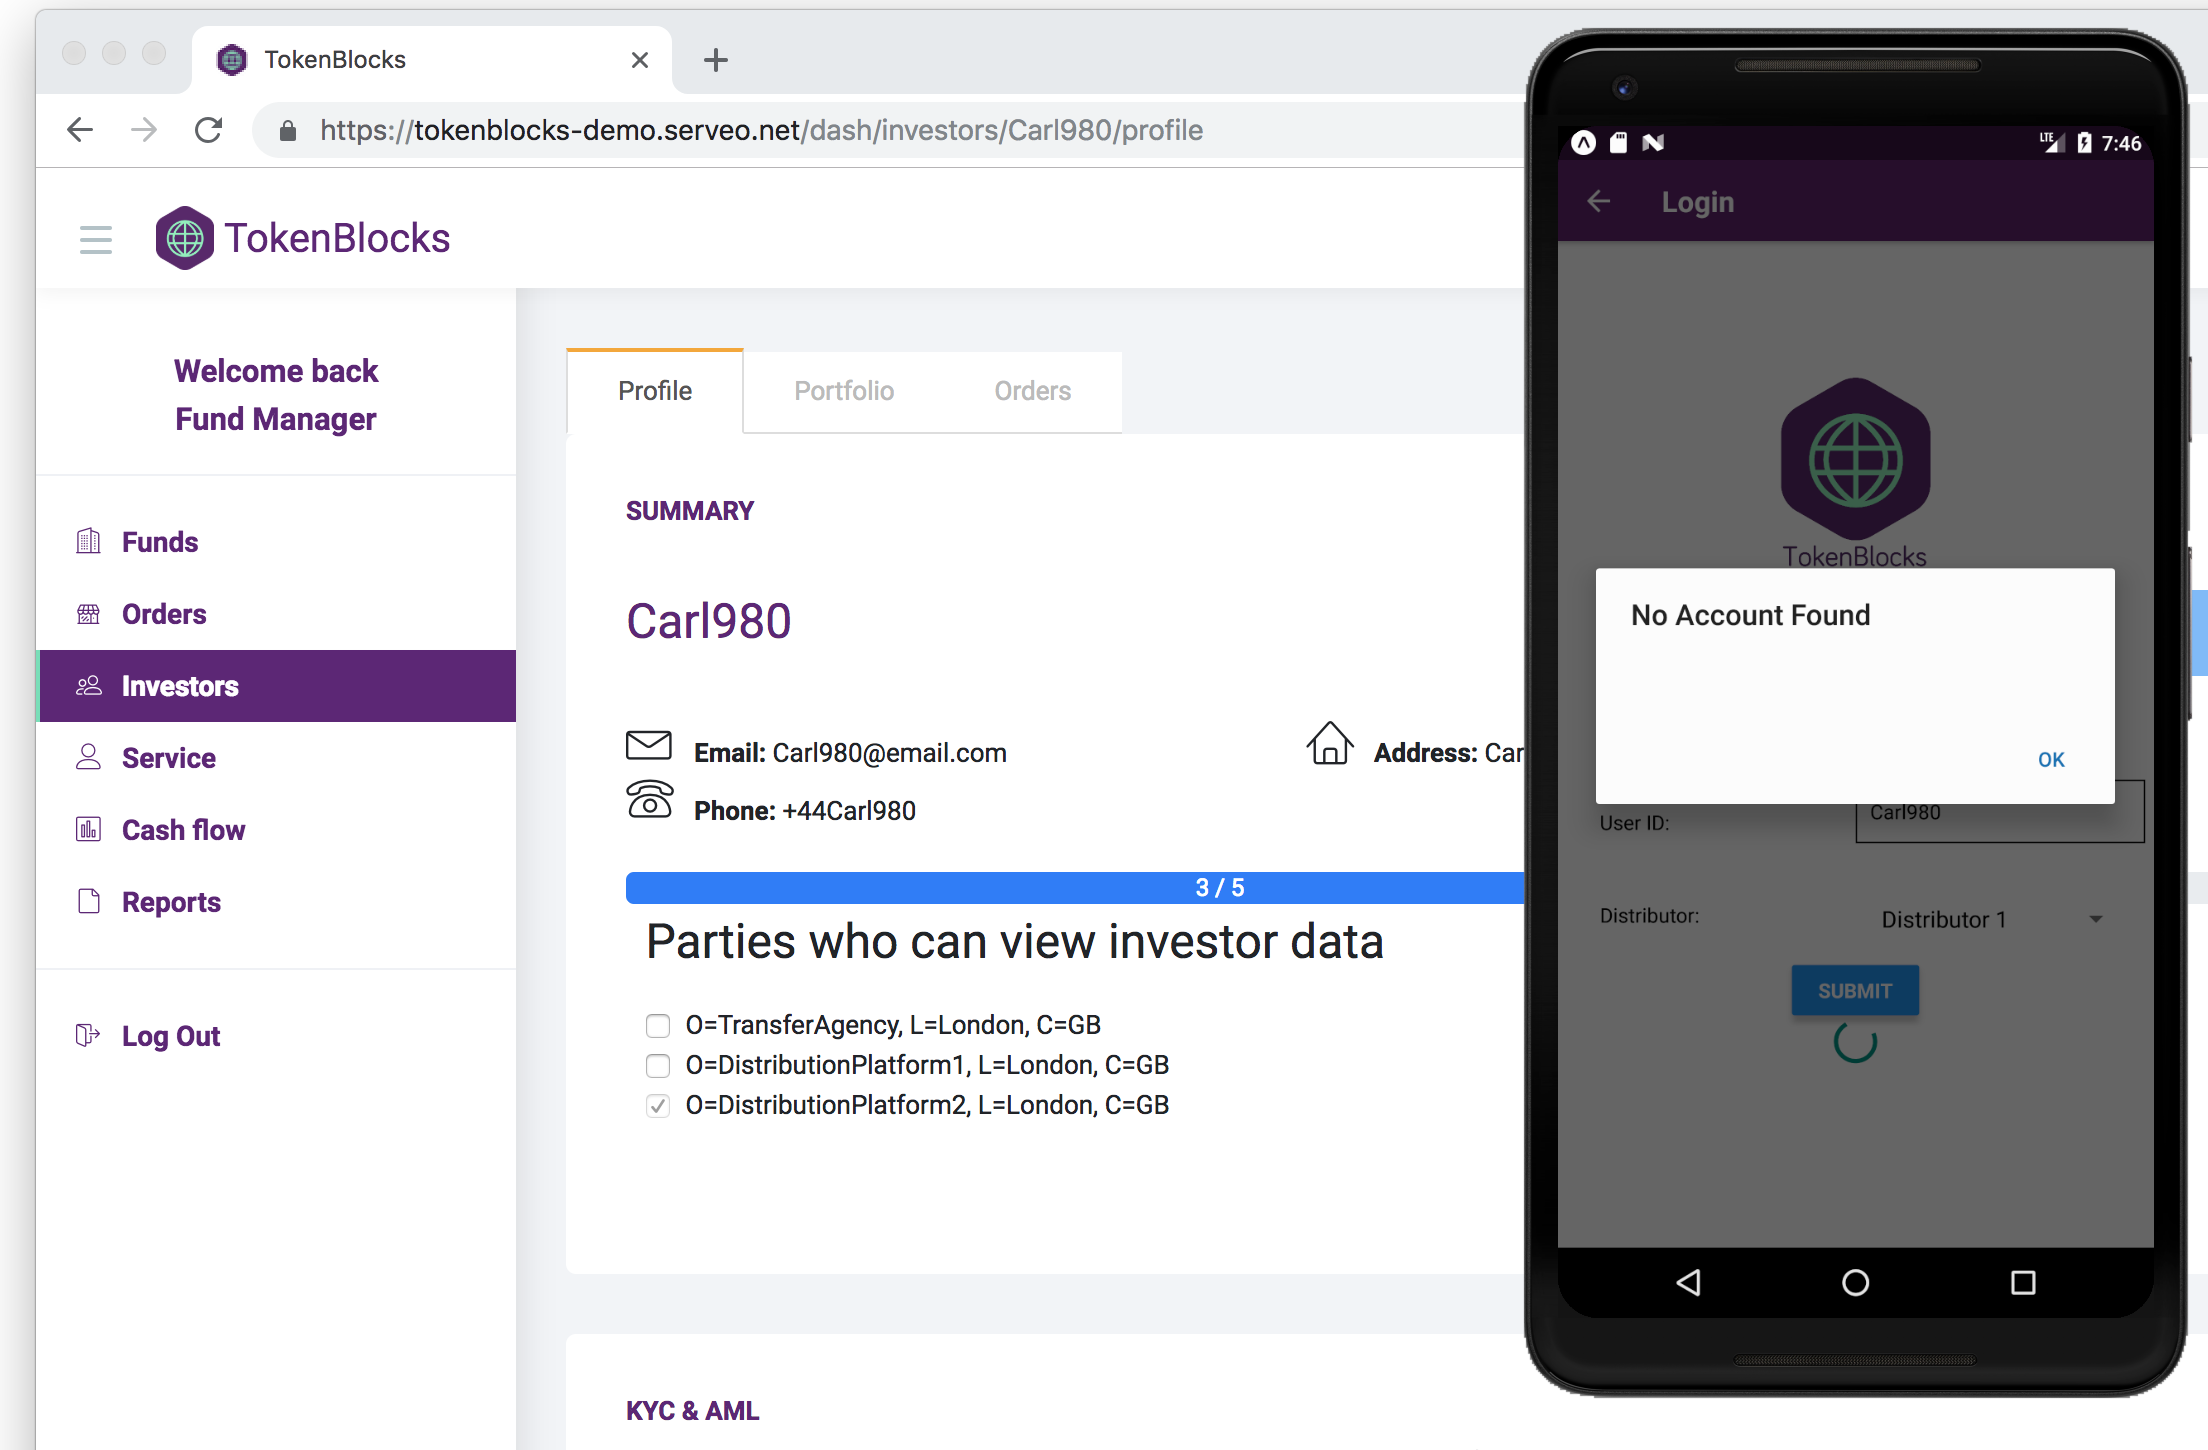 TokenBlocks
https://tokenblocks-demo.serveo.net/dash/investors/Carl980/profile
TokenBlocks
Welcome back
Fund Manager
Funds
Orders
Investors
Service
Cash flow
Reports
Log Out
Profile
Portfolio
Orders
SUMMARY
Carl980
Email: Carl980@email.com
Address: Car
Phone: +44Carl980
3 / 5
Parties who can view investor data
O=TransferAgency, L=London, C=GB
O=DistributionPlatform1, L=London, C=GB
O=DistributionPlatform2, L=London, C=GB
KYC & AML
LTE 7:46
Login
TokenBlocks
No Account Found
OK
User ID:
Carl980
Distributor:
Distributor 1
SUBMIT